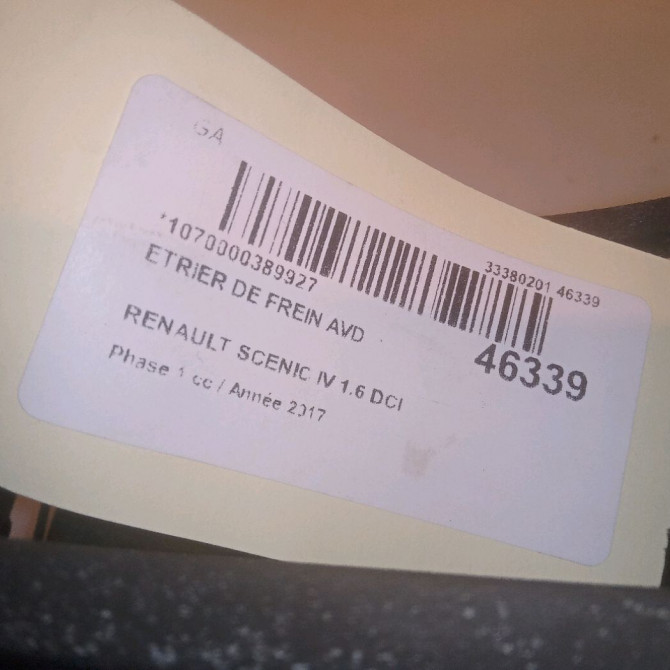 GA
*1070000389927
33380201 46339
ETRIER DE FREIN AVD
46339
RENAULT SCENIC IV 1.6 DCI
Phase 1 cc / Année 2017